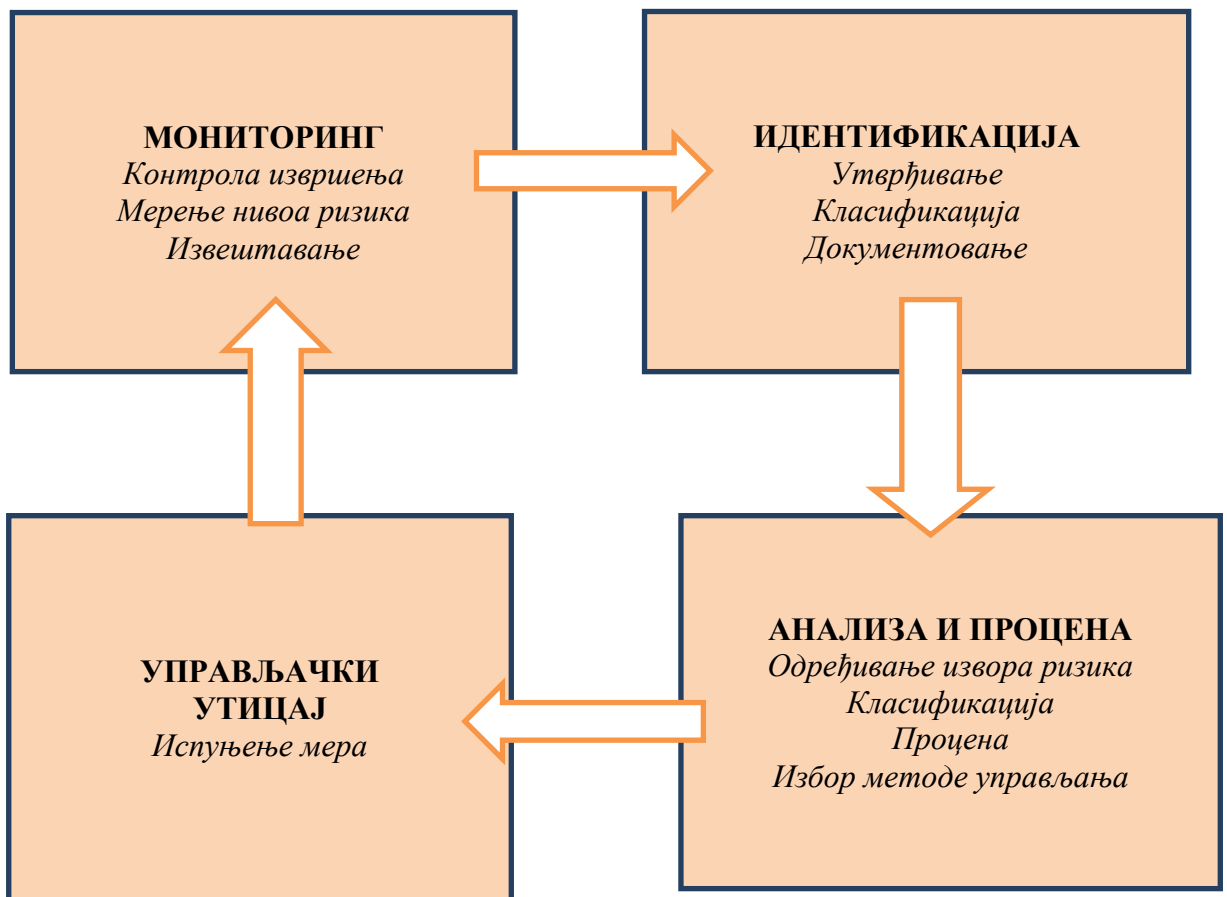 МОНИТОРИНГ
Контрола извршења
Мерење нивоа ризика
Извештавање
ИДЕНТИФИКАЦИЈА
Утврђивање
Класификација
Документовање
УПРАВЉАЧКИ
УТИЦАЈ
Испуњење мера
АНАЛИЗА И ПРОЦЕНА
Одређивање извора ризика
Класификација
Процена
Избор методе управљања